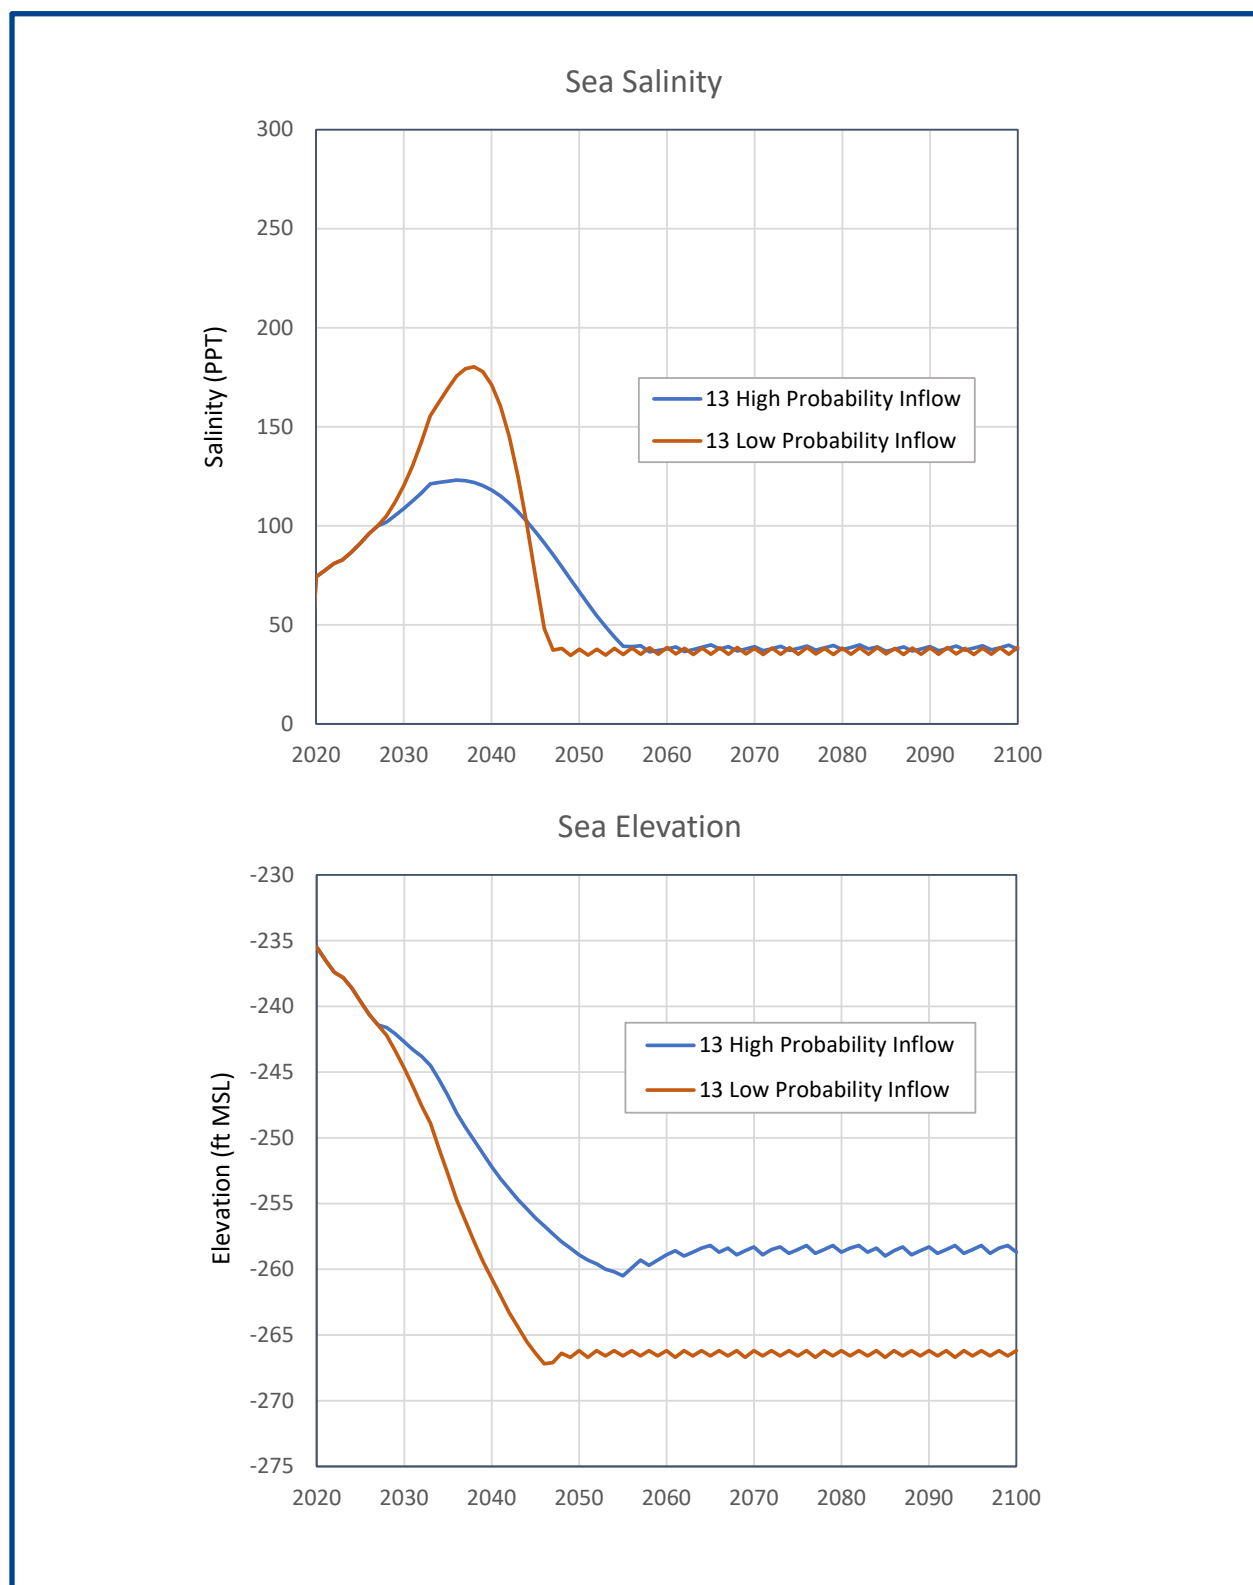 Sea Salinity
300
250
200
150
100
50
0
Salinity (PPT)
13 High Probability Inflow
13 Low Probability Inflow
2020 2030 2040 2050 2060 2070 2080 2090 2100
Sea Elevation
-230
-235
-240
-245
-250
-255
-260
-265
-270
-275
Elevation (ft MSL)
13 High Probability Inflow
13 Low Probability Inflow
2020 2030 2040 2050 2060 2070 2080 2090 2100